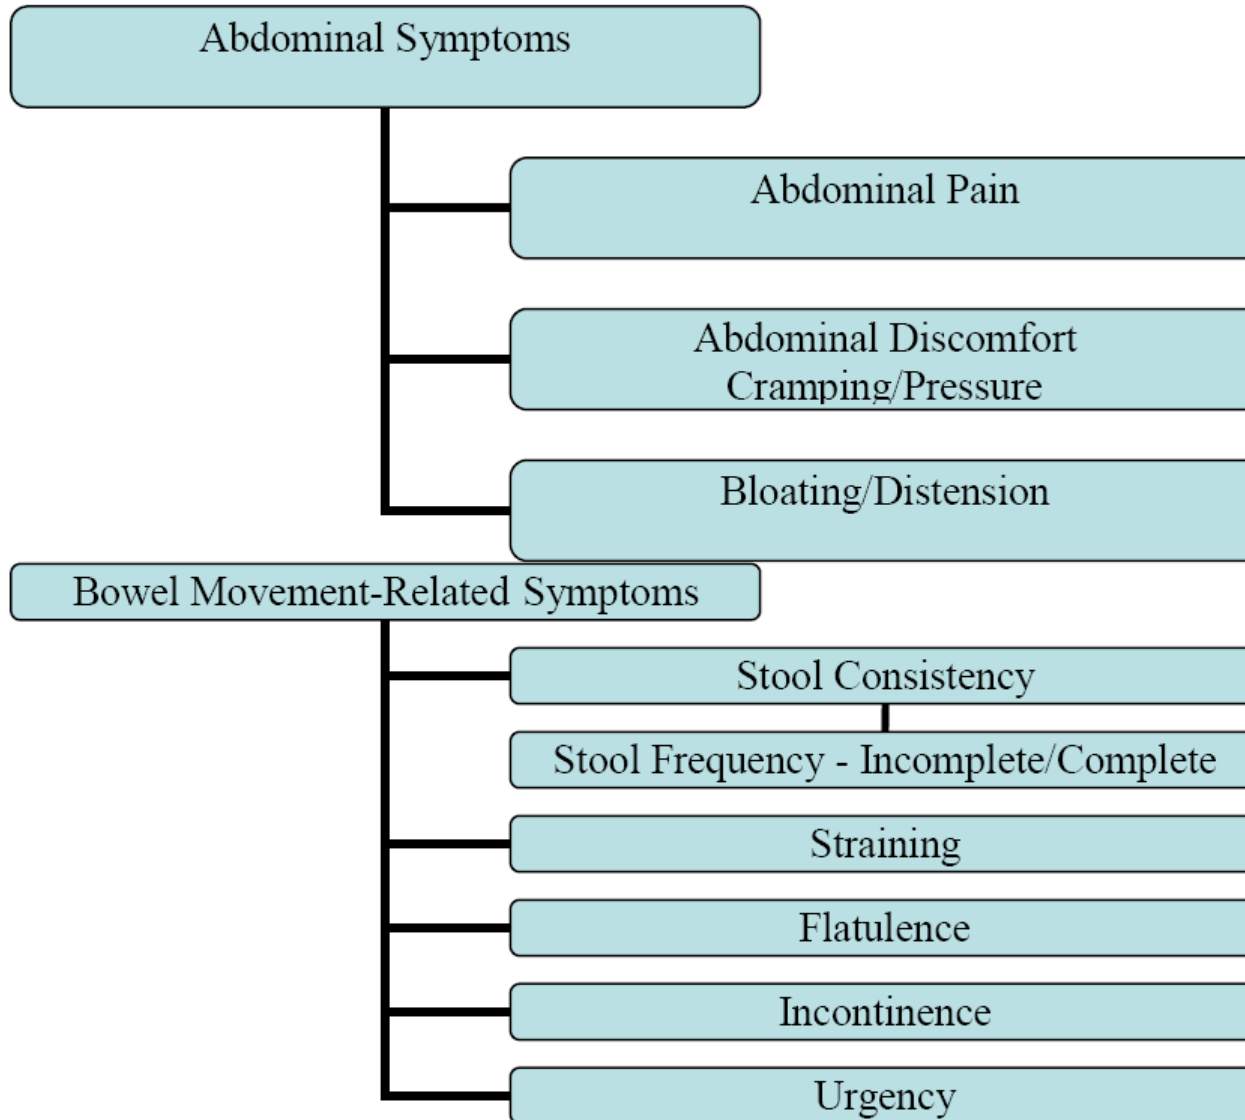 Abdominal Symptoms
Abdominal Pain
Abdominal Discomfort
Cramping/Pressure
Bloating/Distension
Bowel Movement-Related Symptoms
Stool Consistency
Stool Frequency - Incomplete/Complete
Straining
Flatulence
Incontinence
Urgency